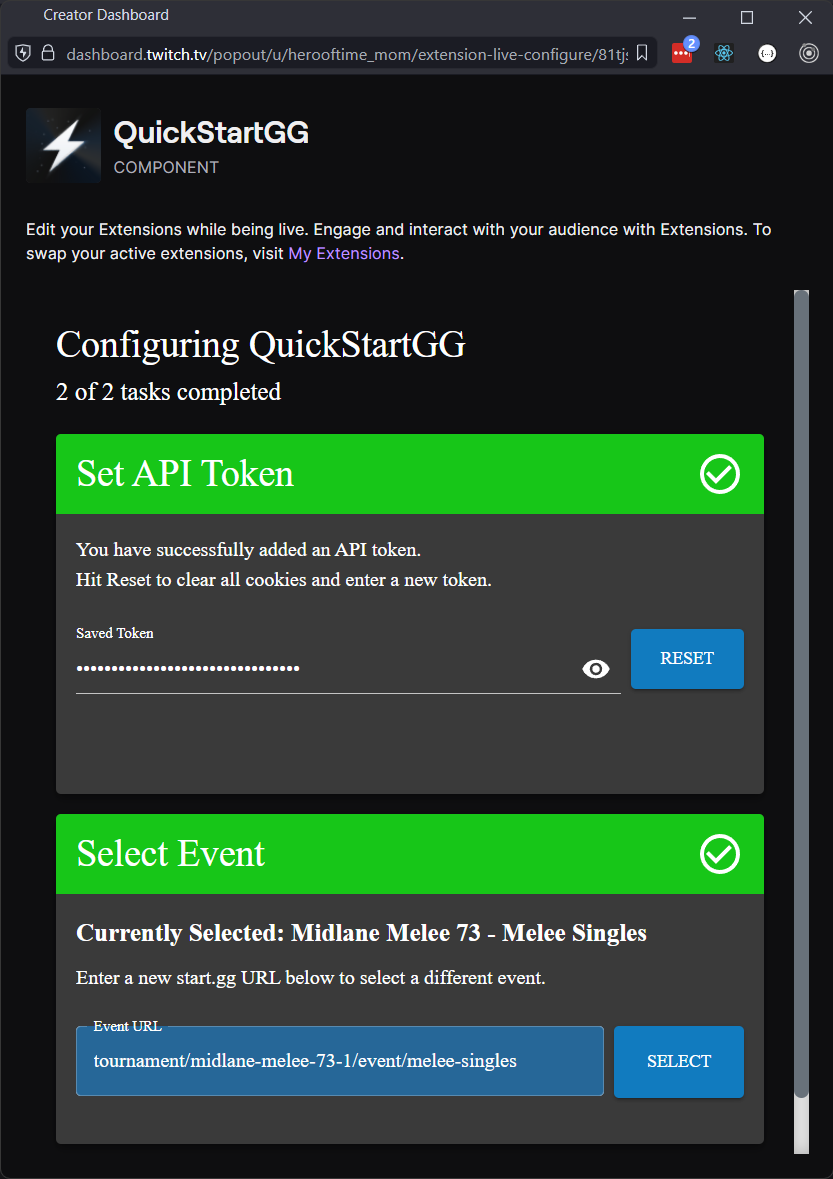 Creator Dashboard
dashboard.twitch.tv/popout/u/herooftime_mom/extension-live-configure/81tjs
2
QuickStartGG
COMPONENT
Edit your Extensions while being live. Engage and interact with your audience with Extensions. To
swap your active extensions, visit My Extensions.
Configuring QuickStartGG
2 of 2 tasks completed
Set API Token
You have successfully added an API token.
Hit Reset to clear all cookies and enter a new token.
Saved Token
••••••••••••••••••••••••••••••••
RESET
Select Event
Currently Selected: Midlane Melee 73 - Melee Singles
Enter a new start.gg URL below to select a different event.
Event URL
tournament/midlane-melee-73-1/event/melee-singles
SELECT